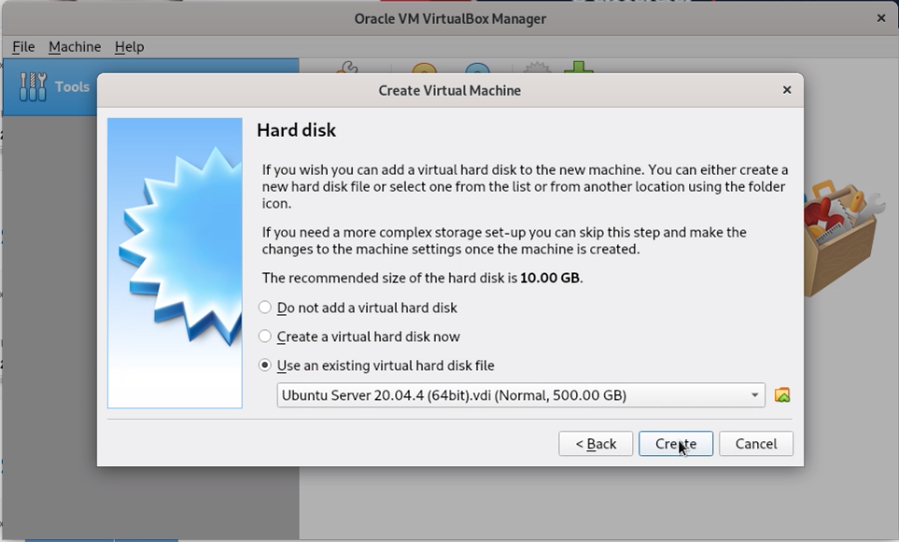 Oracle VM VirtualBox Manager
File Machine Help
Tools
Create Virtual Machine
Hard disk
If you wish you can add a virtual hard disk to the new machine. You can either create a
new hard disk file or select one from the list or from another location using the folder
icon.
If you need a more complex storage set-up you can skip this step and make the
changes to the machine settings once the machine is created.
The recommended size of the hard disk is 10.00 GB.
Do not add a virtual hard disk
Create a virtual hard disk now
Use an existing virtual hard disk file
Ubuntu Server 20.04.4 (64bit).vdi (Normal, 500.00 GB)
< Back Create Cancel